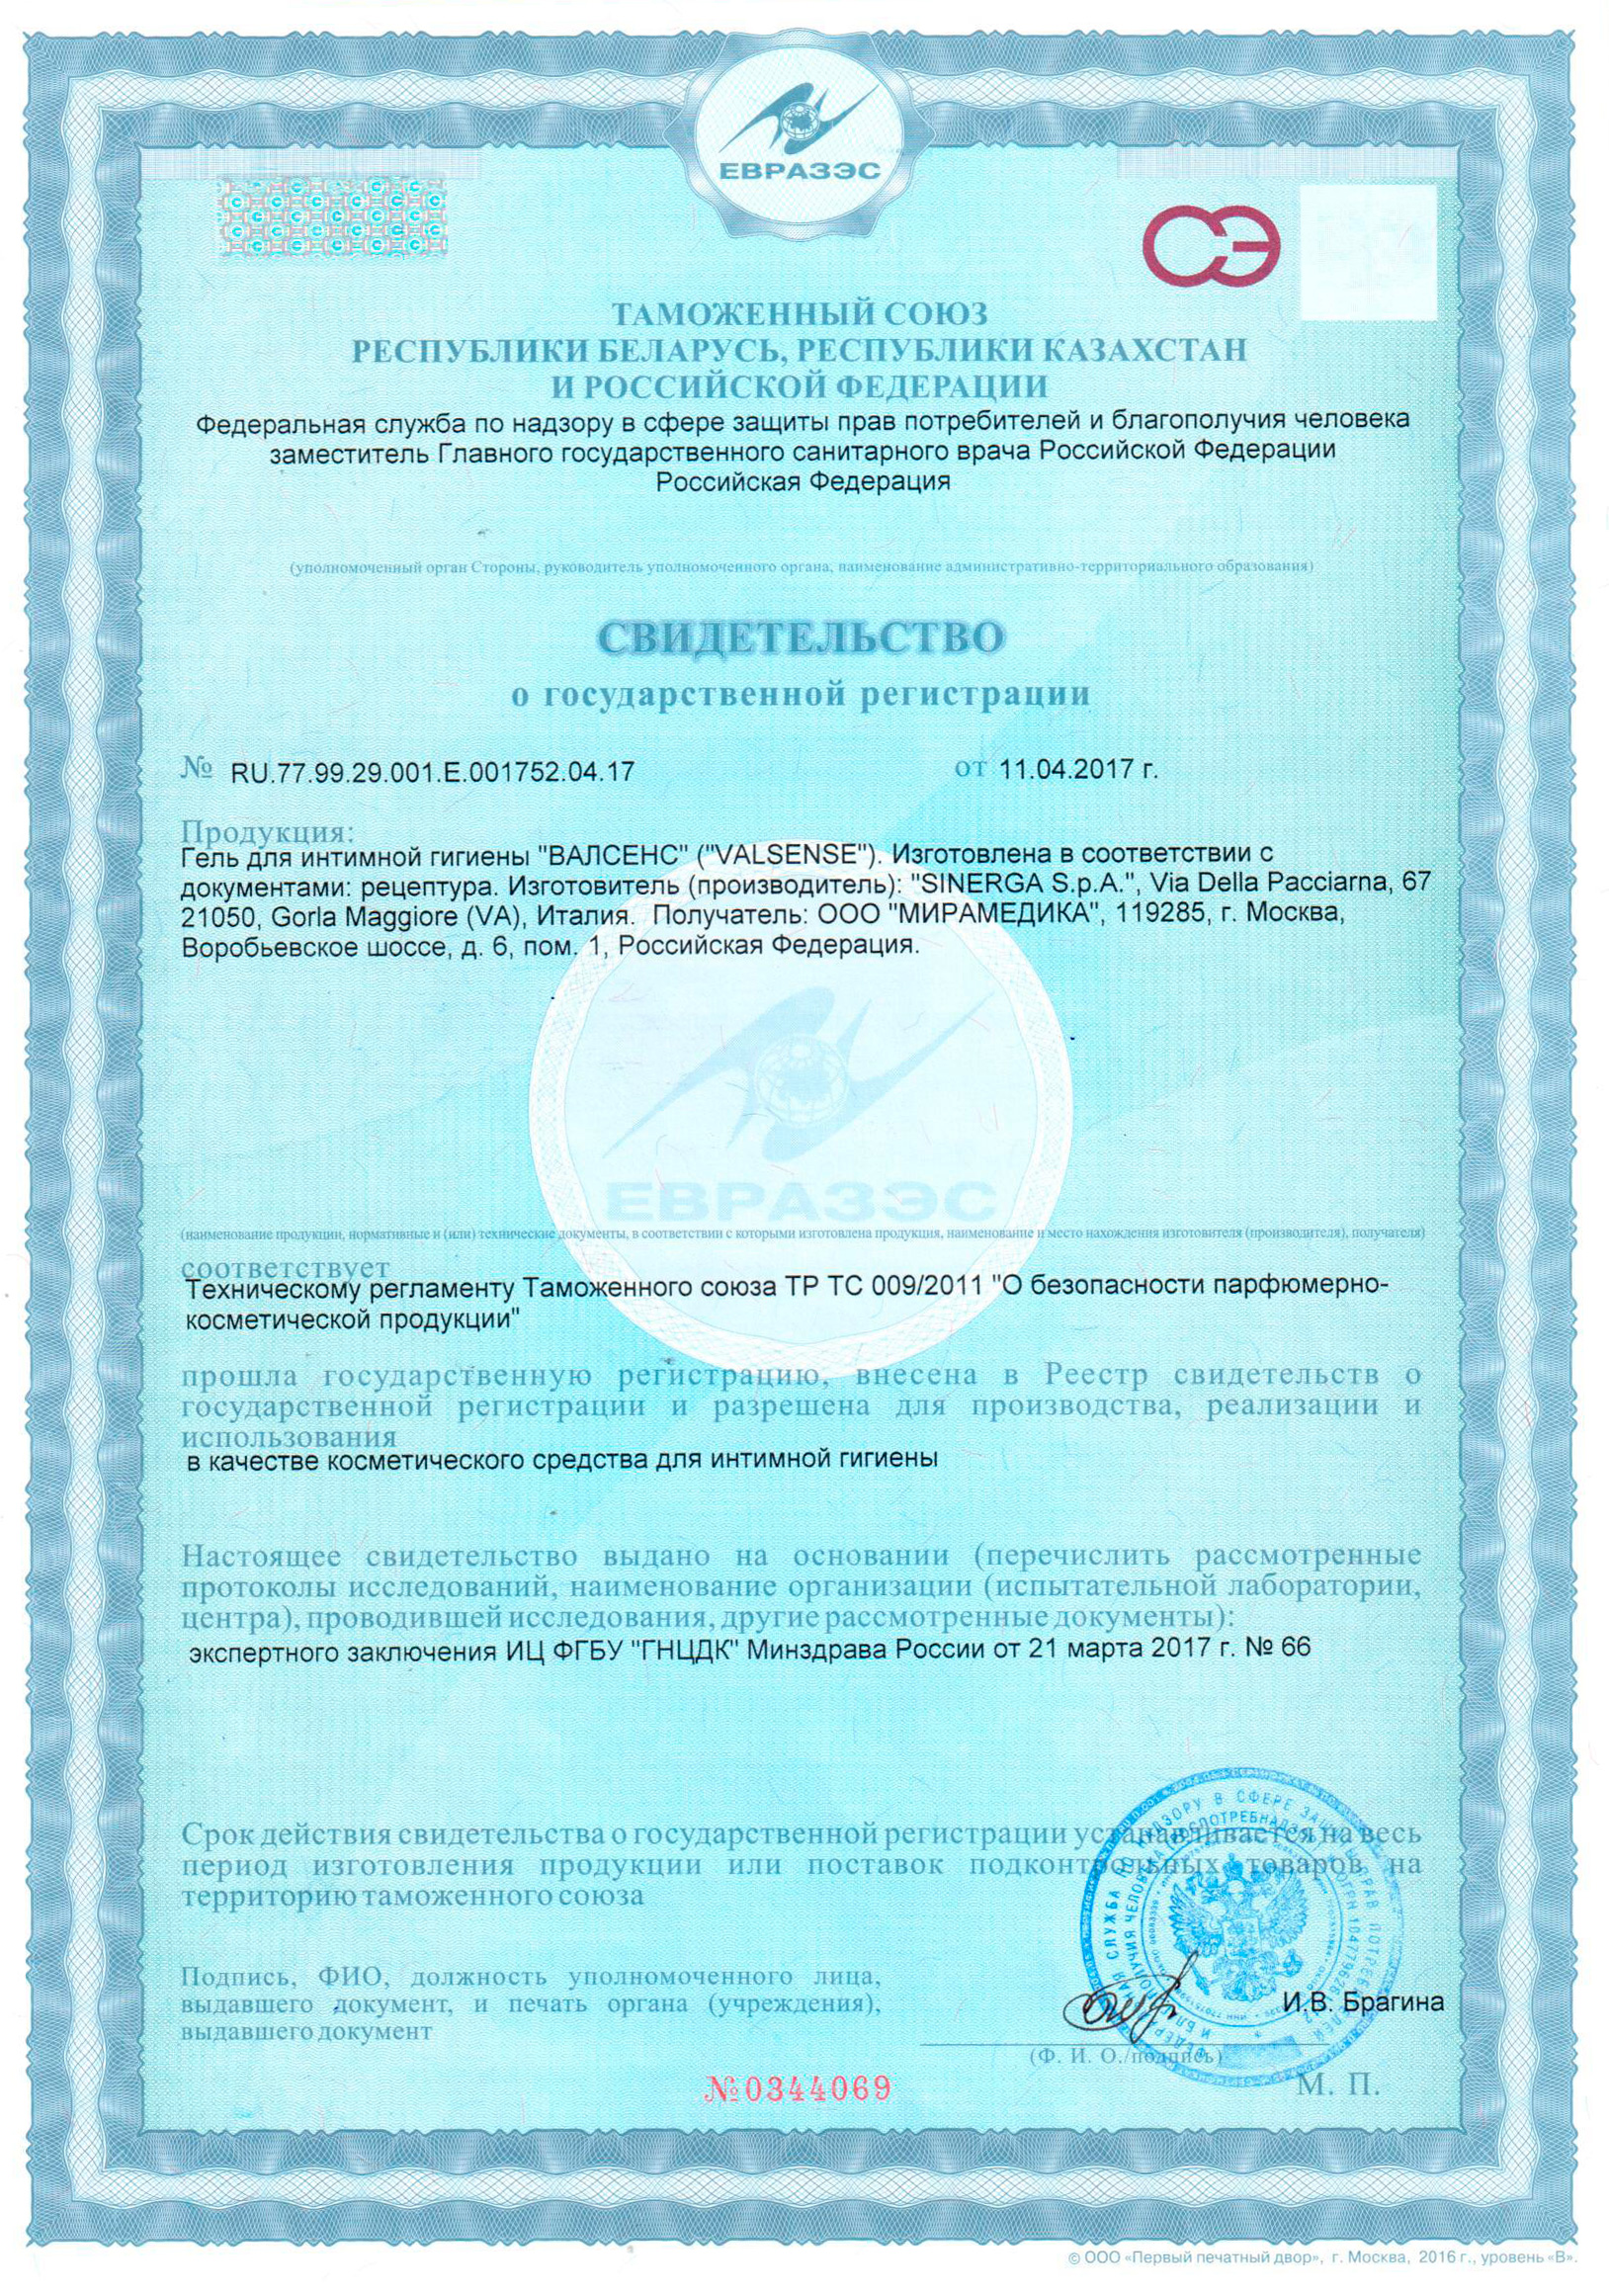 ЕВРАЗЭС
СЭ
ТАМОЖЕННЫЙ СОЮЗ
РЕСПУБЛИКИ БЕЛАРУСЬ, РЕСПУБЛИКИ КАЗАХСТАН
И РОССИЙСКОЙ ФЕДЕРАЦИИ
Федеральная служба по надзору в сфере защиты прав потребителей и благополучия человека
заместитель Главного государственного санитарного врача Российской Федерации
Российская Федерация
(уполномоченный орган Стороны, руководитель уполномоченного органа, наименование административно-территориального образования)
СВИДЕТЕЛЬСТВО
о государственной регистрации
№ RU.77.99.29.001.E.001752.04.17 от 11.04.2017 г.
Продукция:
Гель для интимной гигиены "ВАЛСЕНС" ("VALSENSE"). Изготовлена в соответствии с
документами: рецептура. Изготовитель (производитель): "SINERGA S.p.A.", Via Della Pacciarna, 67
21050, Gorla Maggiore (VA), Италия. Получатель: ООО "МИРАМЕДИКА", 119285, г. Москва,
Воробьевское шоссе, д. 6, пом. 1, Российская Федерация.
ЕВРАЗЭС
(наименование продукции, нормативные и (или) технические документы, в соответствии с которыми изготовлена продукция, наименование и место нахождения изготовителя (производителя), получателя)
соответствует
Техническому регламенту Таможенного союза ТР ТС 009/2011 "О безопасности парфюмерно-
косметической продукции"
прошла государственную регистрацию, внесена в Реестр свидетельств о
государственной регистрации и разрешена для производства, реализации и
использования
в качестве косметического средства для интимной гигиены
Настоящее свидетельство выдано на основании (перечислить рассмотренные
протоколы исследований, наименование организации (испытательной лаборатории,
центра), проводившей исследования, другие рассмотренные документы):
экспертного заключения ИЦ ФГБУ "ГНЦДК" Минздрава России от 21 марта 2017 г. № 66
Срок действия свидетельства о государственной регистрации устанавливается на весь
период изготовления продукции или поставок подконтрольных товаров на
территорию таможенного союза
Подпись, ФИО, должность уполномоченного лица,
выдавшего документ, и печать органа (учреждения),
выдавшего документ
И.В. Брагина
(Ф. И. О./подпись)
М. П.
№0344069
© ООО «Первый печатный двор», г. Москва, 2016 г., уровень «В».